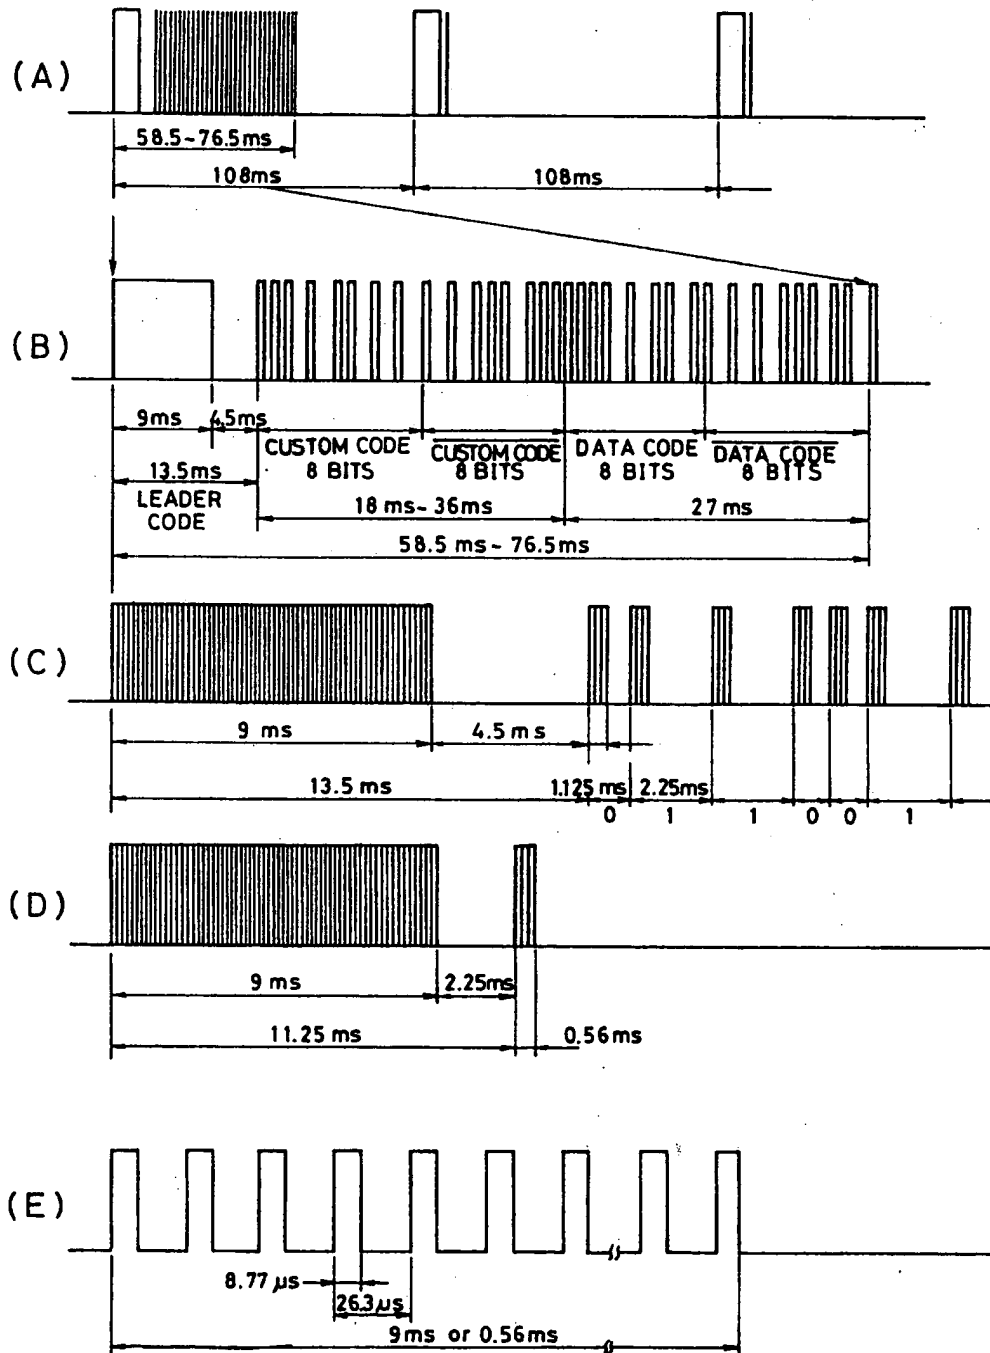 (A)
58.5~76.5ms
108ms
108ms
(B)
9ms
4.5ms
CUSTOM CODE
8 BITS
CUSTOM CODE
8 BITS
DATA CODE
8 BITS
DATA CODE
8 BITS
13.5ms
LEADER
CODE
18 ms~36ms
27 ms
58.5 ms~76.5ms
(C)
9 ms
4.5 ms
13.5 ms
1.125 ms
2.25ms
0
1
1
0
0
1
(D)
9 ms
2.25ms
11.25 ms
0.56ms
(E)
8.77 µs
26.3µs
9ms or 0.56ms